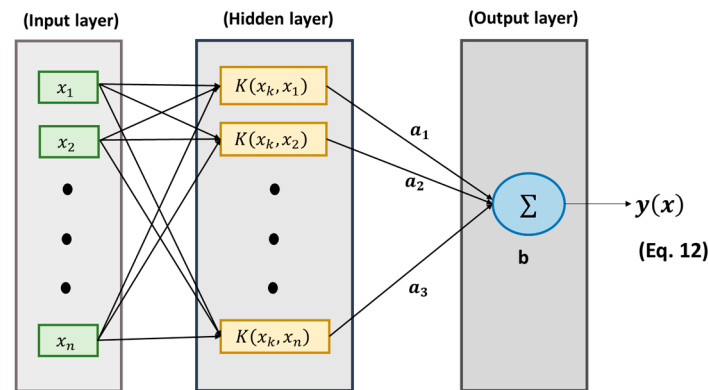 (Input layer)
(Hidden layer)
(Output layer)
x₁
x₂
xₙ
K(xₖ, x₁)
K(xₖ, x₂)
K(xₖ, xₙ)
a₁
a₂
a₃
Σ
b
y(x)
(Eq. 12)